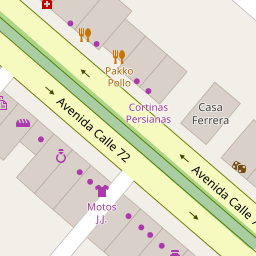 Pakko
Pollo
Cortinas
Persianas
Casa
Ferrera
Avenida Calle 72
Avenida Calle 7
Motos
J.J.